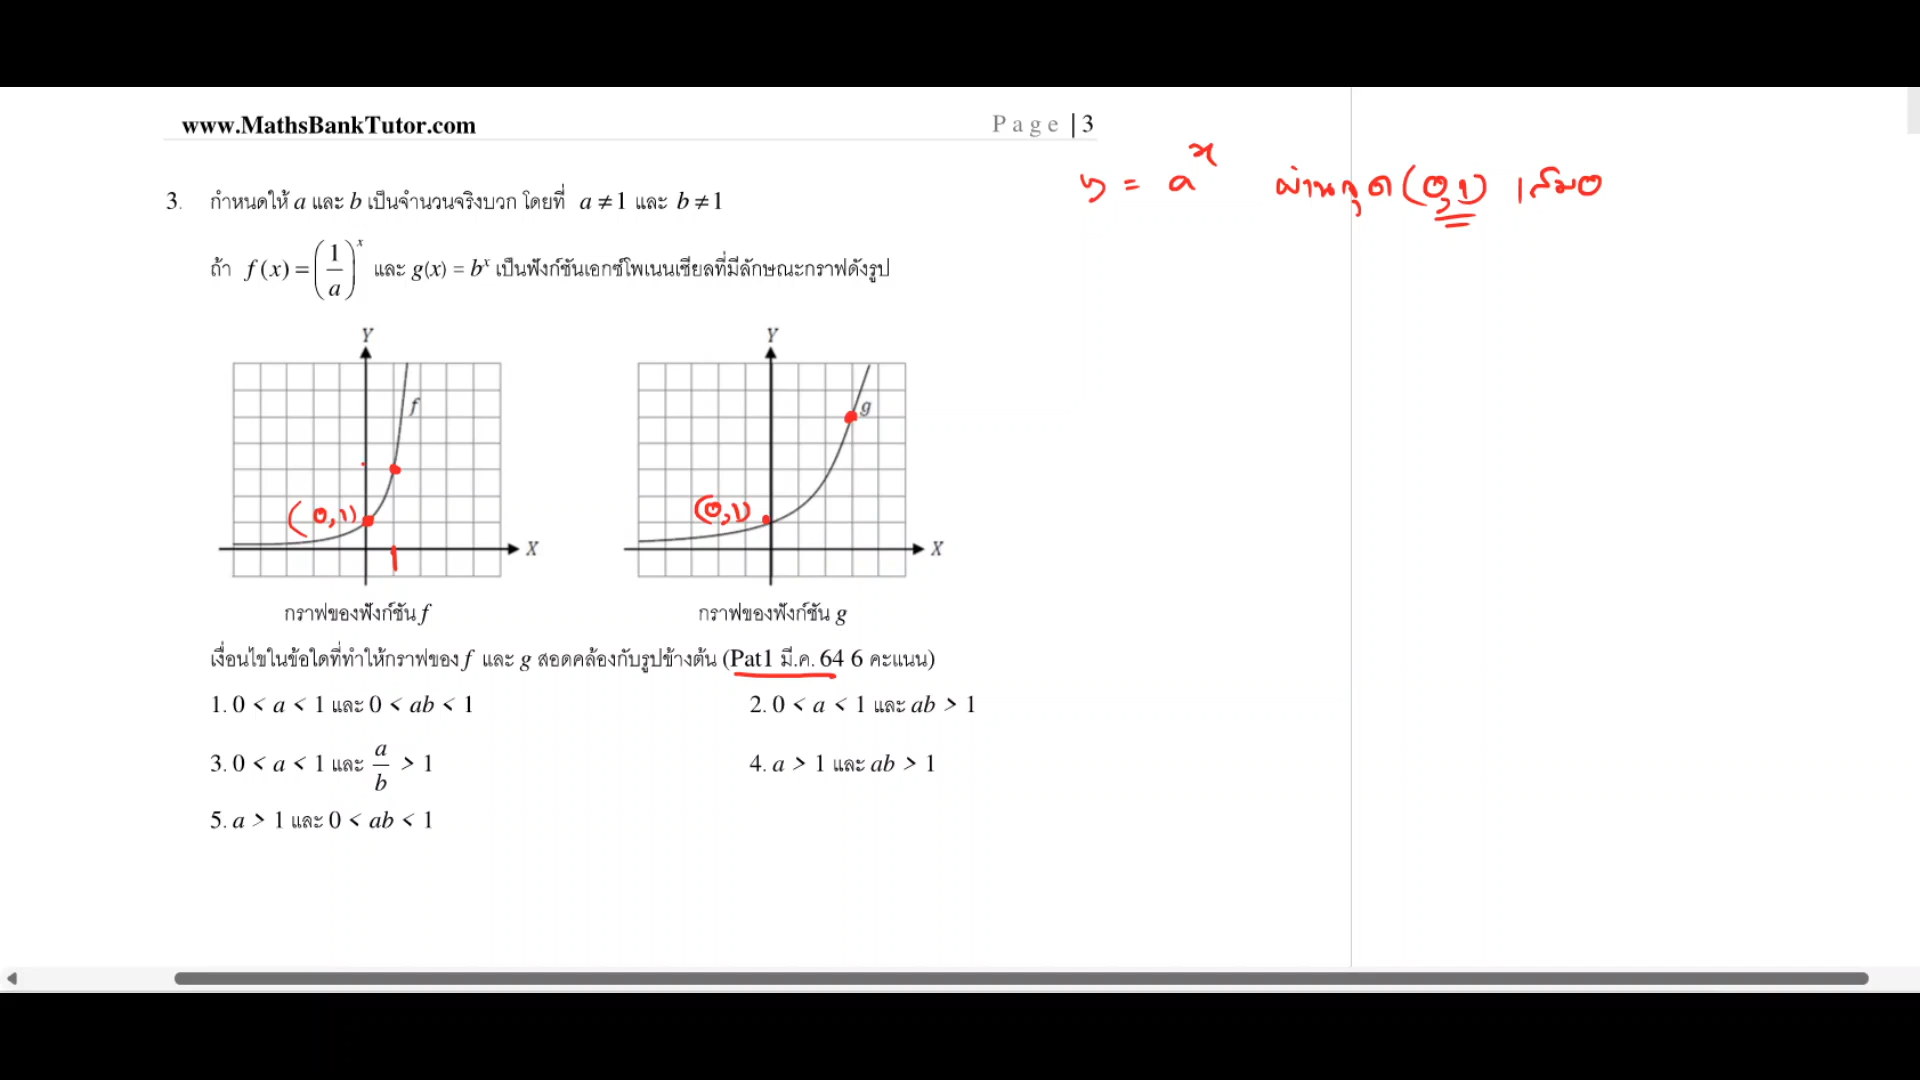 www.MathsBankTutor.com
Page | 3
y = aˣ ผ่านจุด (0,1) เสมอ
3. กำหนดให้ a และ b เป็นจำนวนจริงบวก โดยที่ a ≠ 1 และ b ≠ 1
ถ้า f(x) = (1/a)ˣ และ g(x) = bˣ เป็นฟังก์ชันเอกซ์โพเนนเชียลที่มีลักษณะกราฟดังรูป
Y
f
(0,1)
1
X
Y
g
(0,1)
X
กราฟของฟังก์ชัน f
กราฟของฟังก์ชัน g
เงื่อนไขในข้อใดที่ทำให้กราฟของ f และ g สอดคล้องกับรูปข้างต้น (Pat1 มี.ค. 64 6 คะแนน)
1. 0 < a < 1 และ 0 < ab < 1
2. 0 < a < 1 และ ab > 1
3. 0 < a < 1 และ a/b > 1
4. a > 1 และ ab > 1
5. a > 1 และ 0 < ab < 1